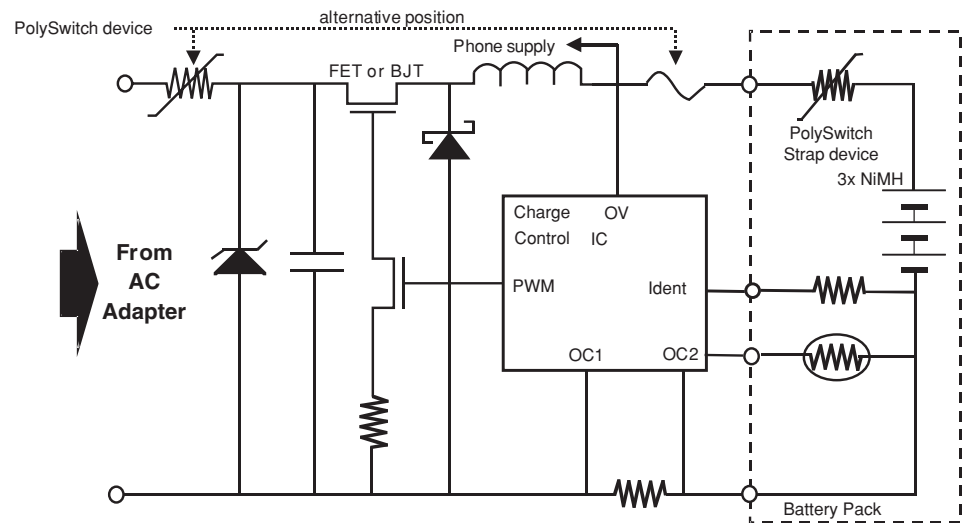 alternative position
PolySwitch device
Phone supply
FET or BJT
PolySwitch
Strap device
3x NiMH
Charge OV
Control IC
From
AC
Adapter
PWM
Ident
OC1
OC2
Battery Pack